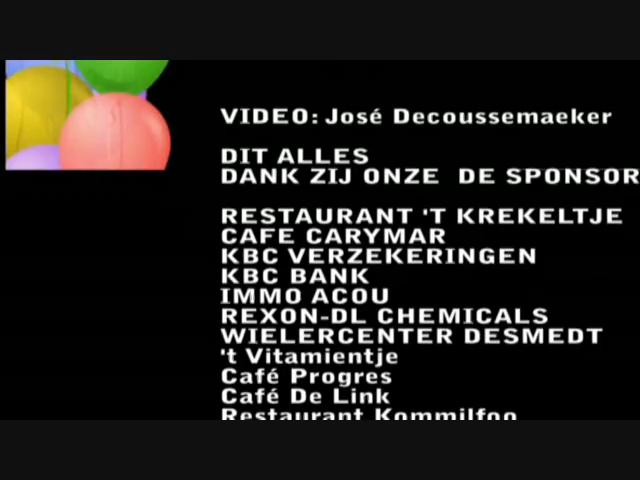 VIDEO: José Decoussemaeker
DIT ALLES
DANK ZIJ ONZE DE SPONSOR
RESTAURANT 'T KREKELTJE
CAFE CARYMAR
KBC VERZEKERINGEN
KBC BANK
IMMO ACOU
REXON-DL CHEMICALS
WIELERCENTER DESMEDT
't Vitamientje
Café Progres
Café De Link
Restaurant Kommilfoo